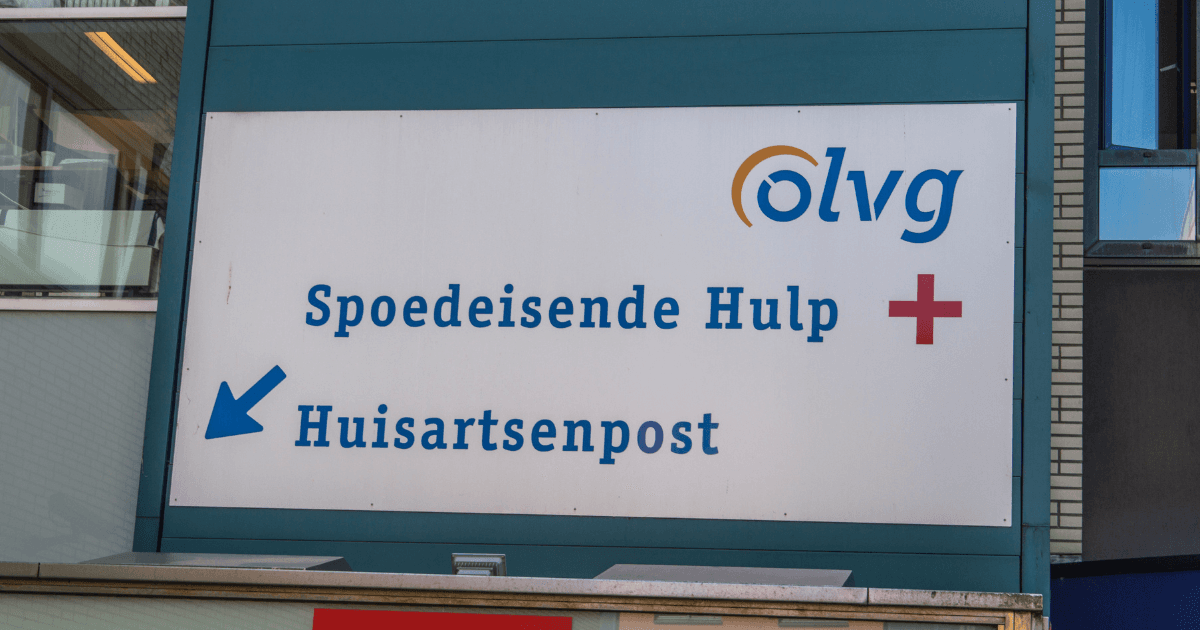 olvg
Spoedeisende Hulp
Huisartsenpost